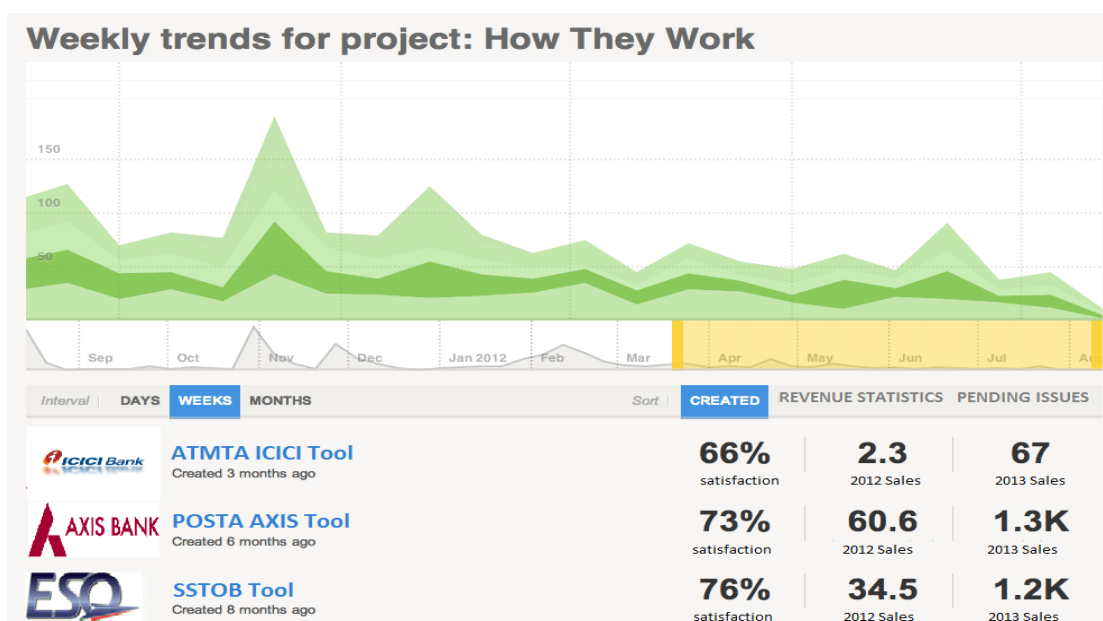 Weekly trends for project: How They Work
150
100
50
Sep Oct Nov Dec Jan 2012 Feb Mar Apr May Jun Jul Aug
Interval DAYS WEEKS MONTHS Sort CREATED REVENUE STATISTICS PENDING ISSUES
ICICI Bank ATMTA ICICI Tool 66% 2.3 67
Created 3 months ago satisfaction 2012 Sales 2013 Sales
AXIS BANK POSTA AXIS Tool 73% 60.6 1.3K
Created 6 months ago satisfaction 2012 Sales 2013 Sales
ESQ SSTOB Tool 76% 34.5 1.2K
Created 8 months ago satisfaction 2012 Sales 2013 Sales